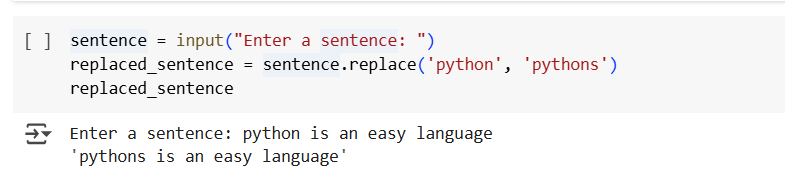 [ ] sentence = input("Enter a sentence: ")
replaced_sentence = sentence.replace('python', 'pythons')
replaced_sentence
Enter a sentence: python is an easy language
'pythons is an easy language'